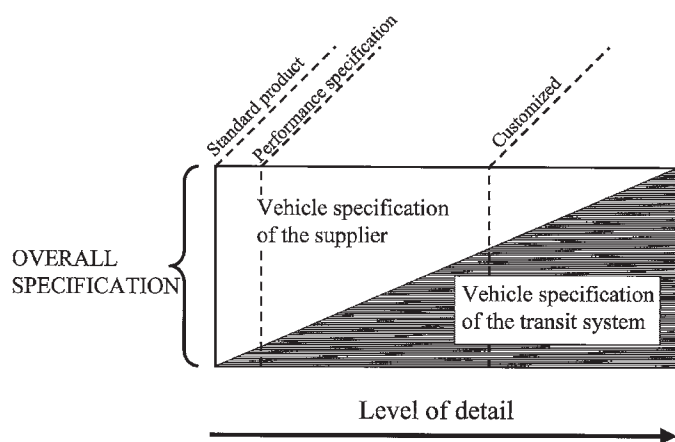 Standard product
Performance specification
Customized
Vehicle specification
of the supplier
OVERALL
SPECIFICATION
Vehicle specification
of the transit system
Level of detail